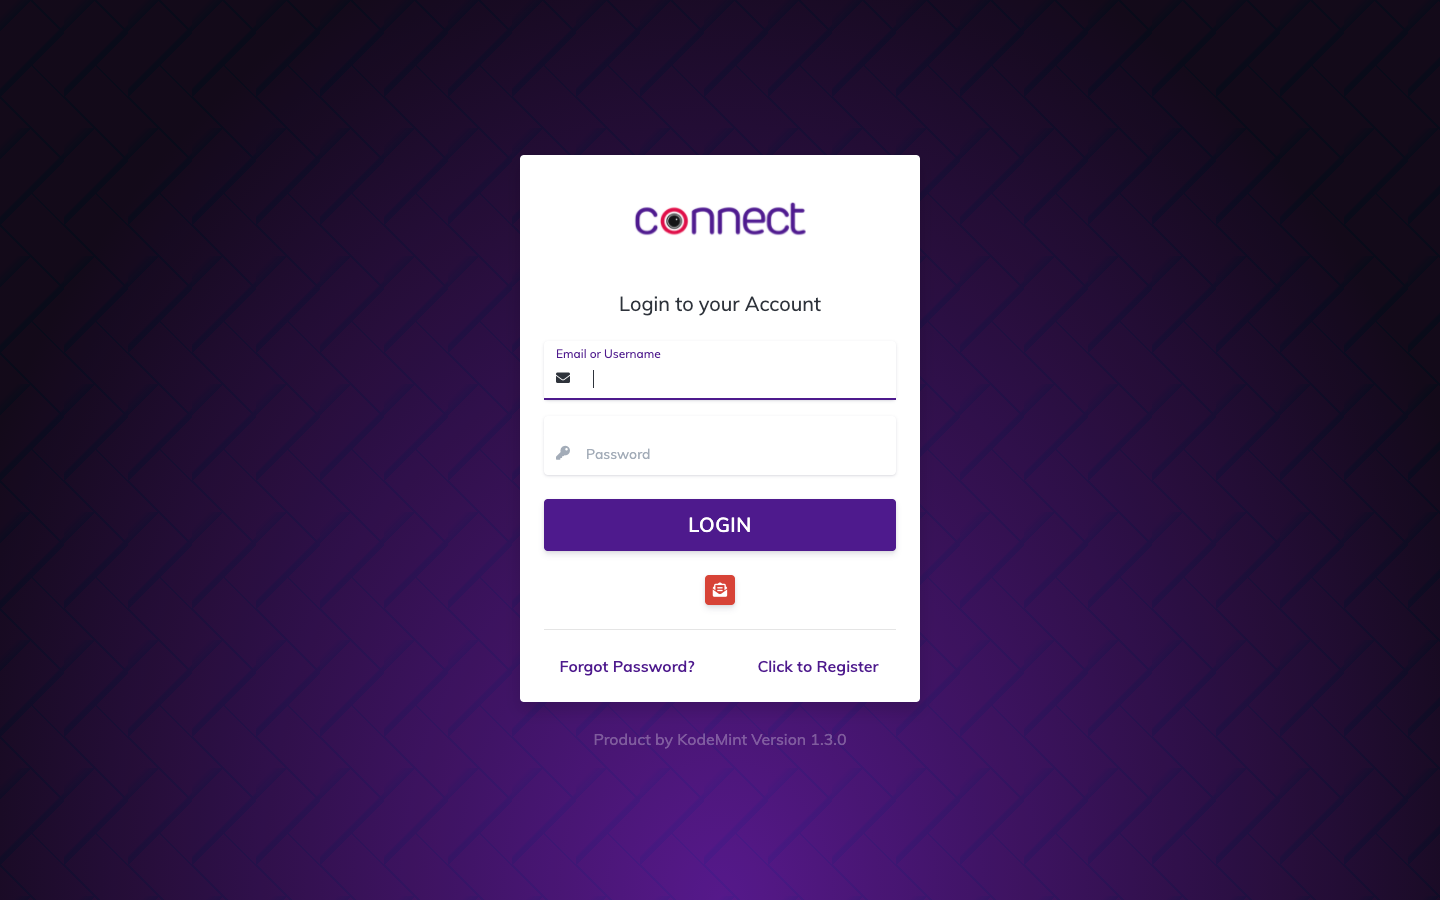 connect
Login to your Account
Email or Username
Password
LOGIN
Forgot Password?
Click to Register
Product by KodeMint Version 1.3.0